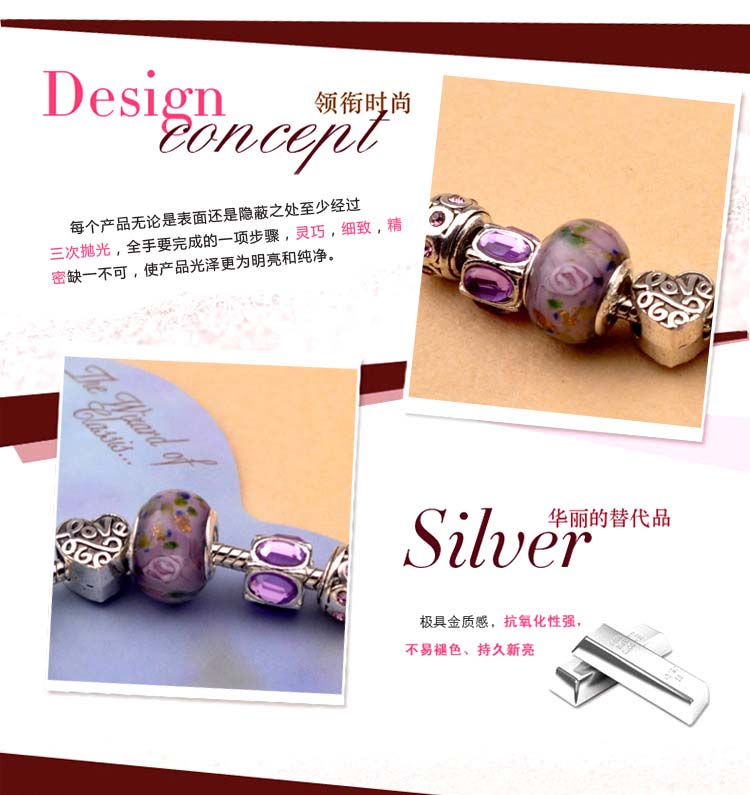 Design
领衔时尚
concept
每个产品无论是表面还是隐蔽之处至少经过
三次抛光，全手要完成的一项步骤，灵巧，细致，精
密缺一不可，使产品光泽更为明亮和纯净。
Love
The Wizard of
Classis...
Love
Silver
华丽的替代品
极具金质感，抗氧化性强，
不易褪色、持久新亮